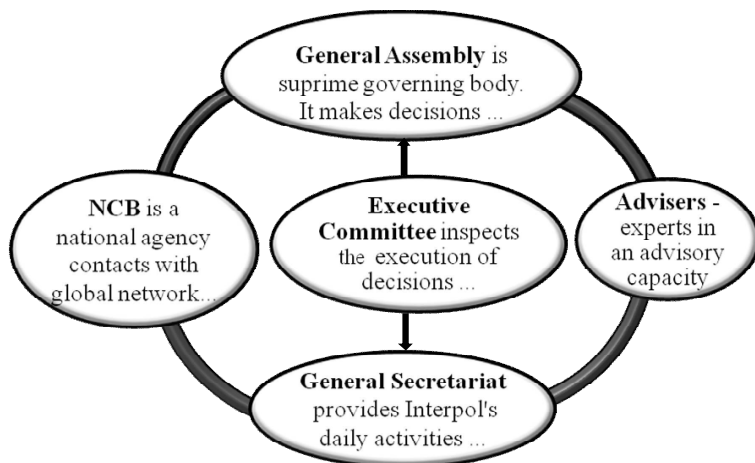 General Assembly is
suprime governing body.
It makes decisions ...
NCB is a
national agency
contacts with
global network...
Executive
Committee inspects
the execution of
decisions ...
Advisers -
experts in
an advisory
capacity
General Secretariat
provides Interpol's
daily activities ...